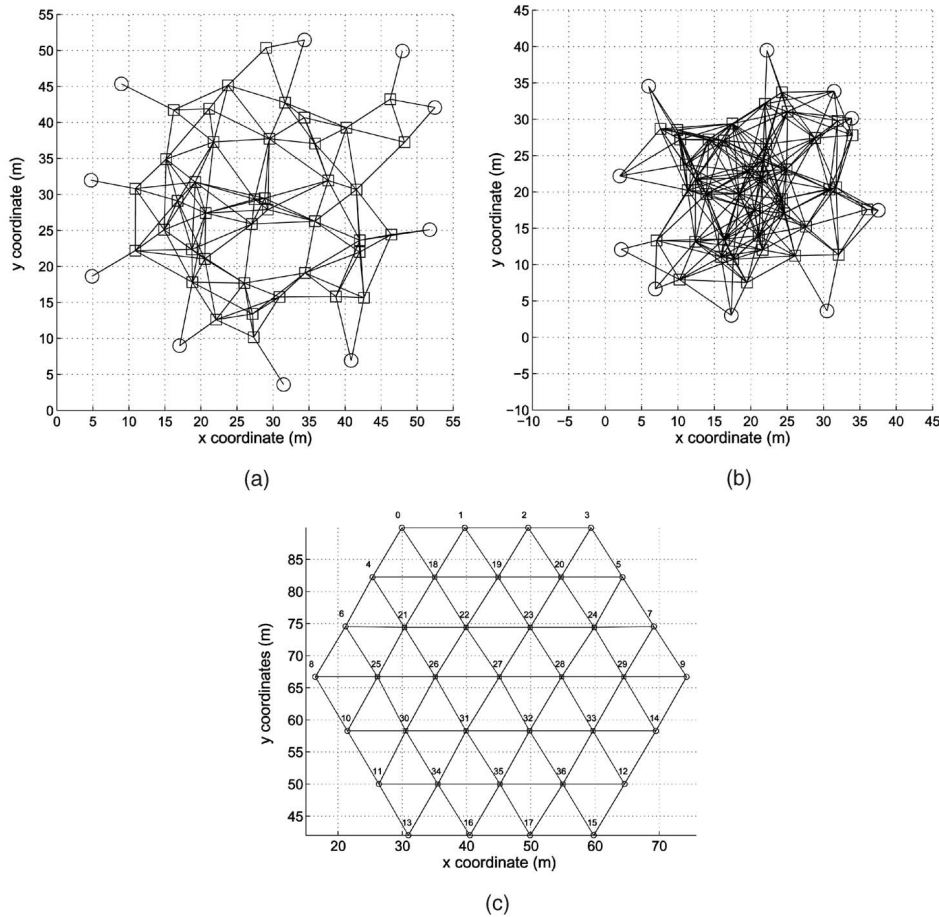 55
50
45
40
35
30
25
20
15
10
5
0
0 5 10 15 20 25 30 35 40 45 50 55
y coordinate (m)
x coordinate (m)
(a)
45
40
35
30
25
20
15
10
5
0
−5
−10
−10 −5 0 5 10 15 20 25 30 35 40 45
y coordinate (m)
x coordinate (m)
(b)
0 1 2 3
85
4 18 19 20 5
80
6 21 22 23 24 7
75
70
8 25 26 27 28 29 9
65
10 30 31 32 33 14
60
55
11 34 35 36 12
50
45
13 16 17 15
20 30 40 50 60 70
y coordinates (m)
x coordinate (m)
(c)